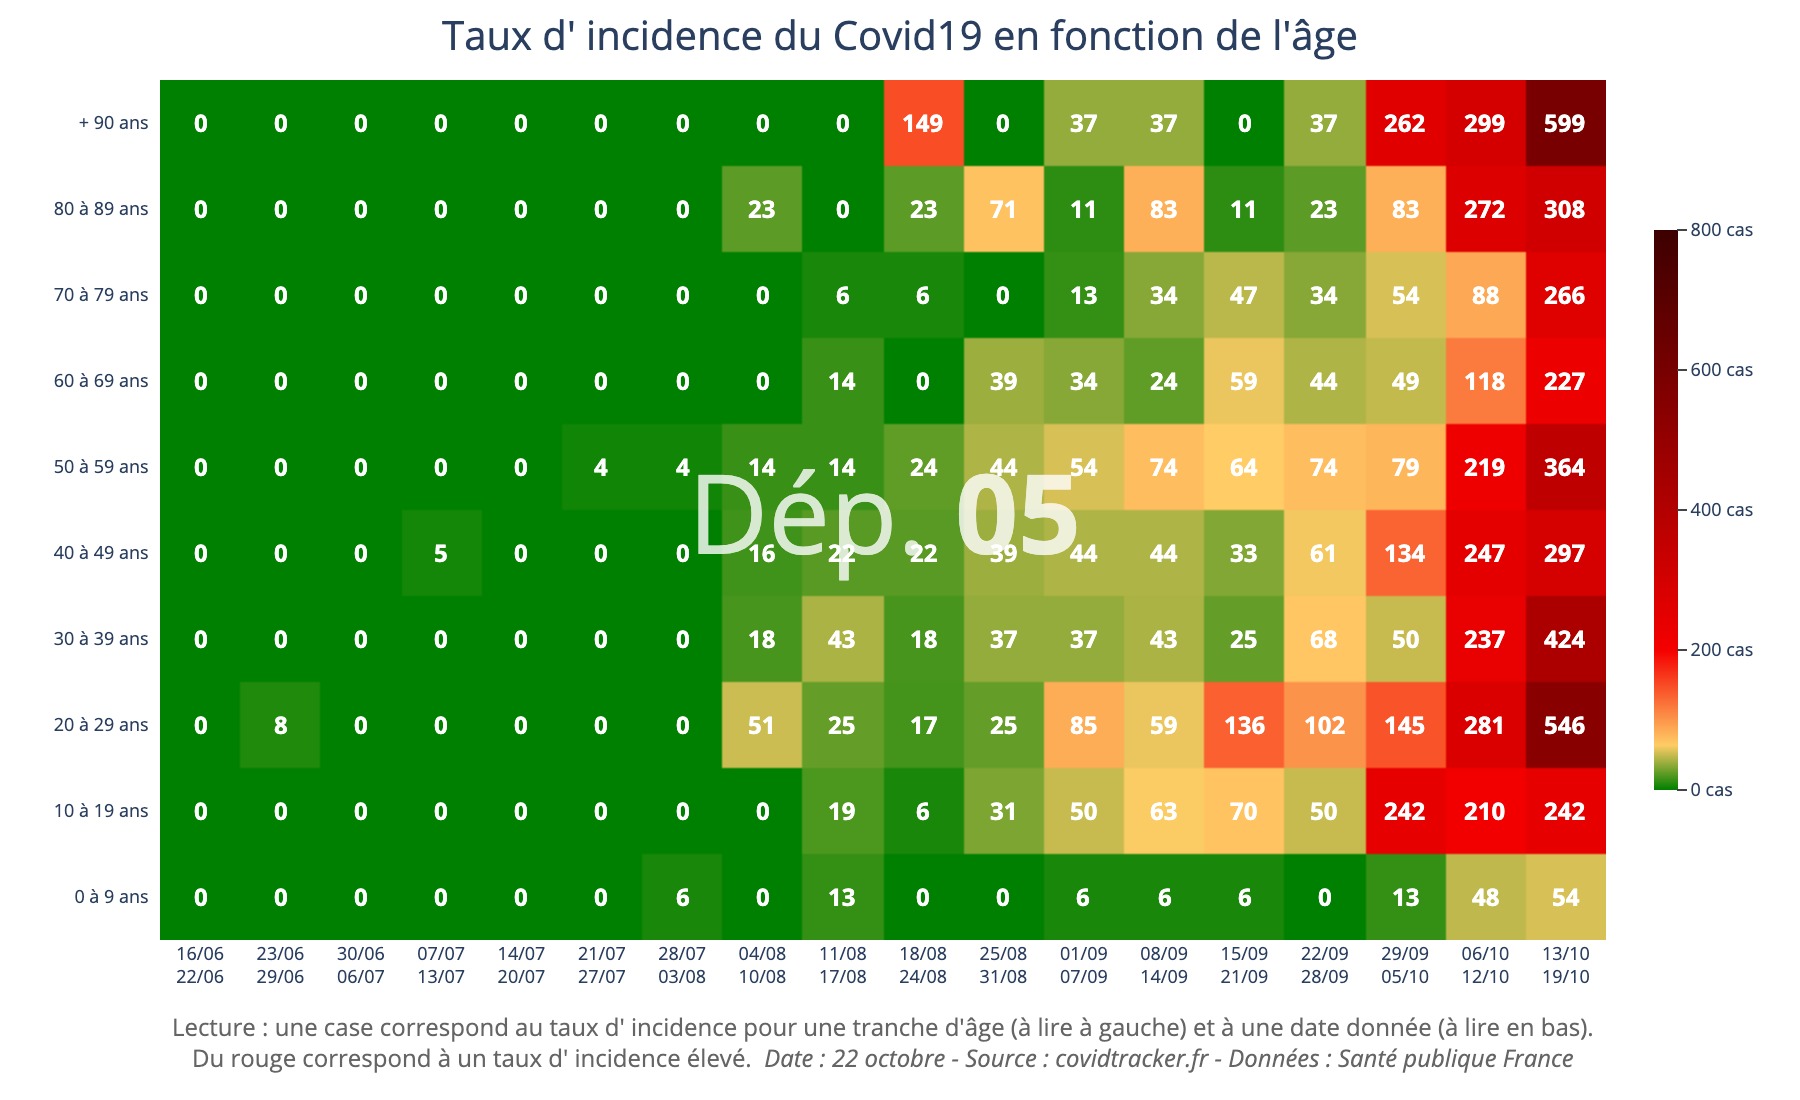 Taux d' incidence du Covid19 en fonction de l'âge
+ 90 ans 0 0 0 0 0 0 0 0 0 149 0 37 37 0 37 262 299 599
80 à 89 ans 0 0 0 0 0 0 0 23 0 23 71 11 83 11 23 83 272 308
70 à 79 ans 0 0 0 0 0 0 0 0 6 6 0 13 34 47 34 54 88 266
60 à 69 ans 0 0 0 0 0 0 0 0 14 0 39 34 24 59 44 49 118 227
50 à 59 ans 0 0 0 0 0 4 4 14 14 24 44 54 74 64 74 79 219 364
Dép. 05
40 à 49 ans 0 0 0 5 0 0 0 16 22 22 39 44 44 33 61 134 247 297
30 à 39 ans 0 0 0 0 0 0 0 18 43 18 37 37 43 25 68 50 237 424
20 à 29 ans 0 8 0 0 0 0 0 51 25 17 25 85 59 136 102 145 281 546
10 à 19 ans 0 0 0 0 0 0 0 0 19 6 31 50 63 70 50 242 210 242
0 à 9 ans 0 0 0 0 0 0 6 0 13 0 0 6 6 6 0 13 48 54
16/06 23/06 30/06 07/07 14/07 21/07 28/07 04/08 11/08 18/08 25/08 01/09 08/09 15/09 22/09 29/09 06/10 13/10
22/06 29/06 06/07 13/07 20/07 27/07 03/08 10/08 17/08 24/08 31/08 07/09 14/09 21/09 28/09 05/10 12/10 19/10
800 cas
600 cas
400 cas
200 cas
0 cas
Lecture : une case correspond au taux d' incidence pour une tranche d'âge (à lire à gauche) et à une date donnée (à lire en bas).
Du rouge correspond à un taux d' incidence élevé. Date : 22 octobre - Source : covidtracker.fr - Données : Santé publique France